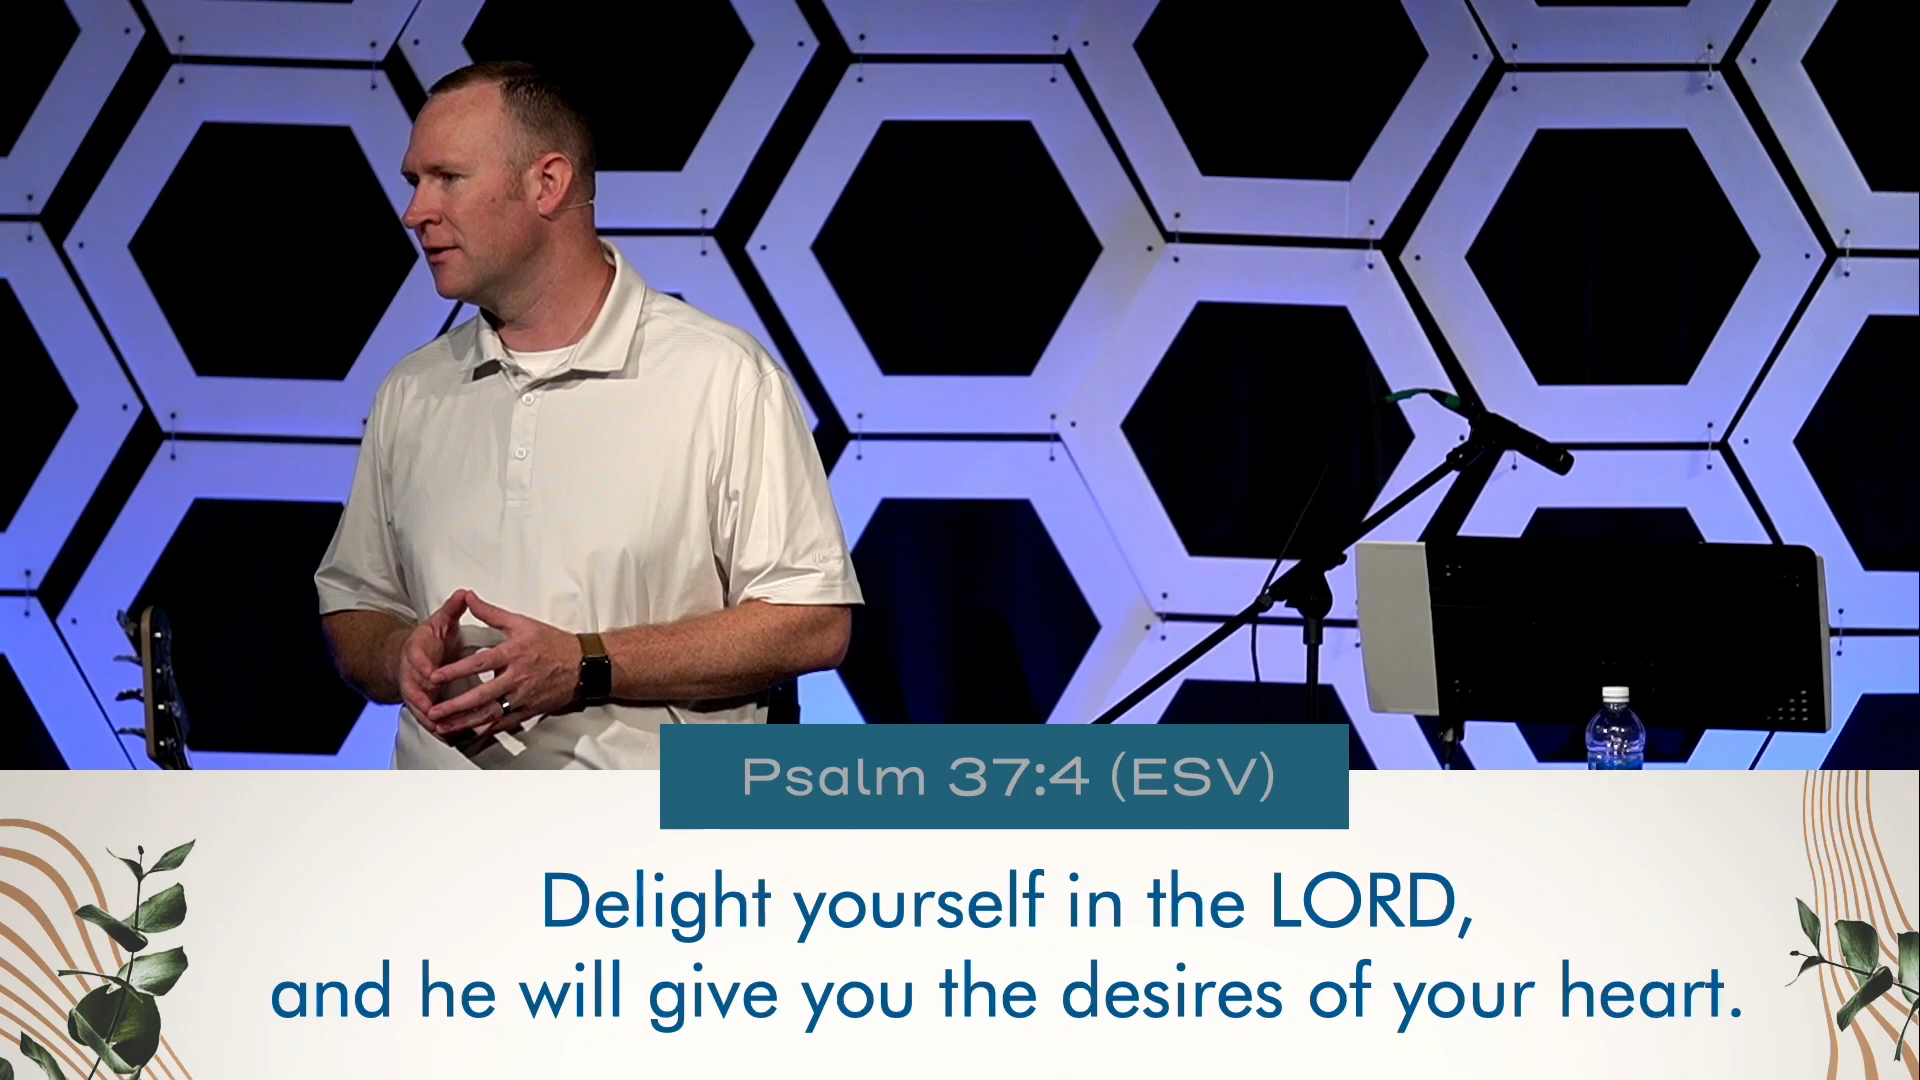 Psalm 37:4 (ESV)
Delight yourself in the LORD,
and he will give you the desires of your heart.